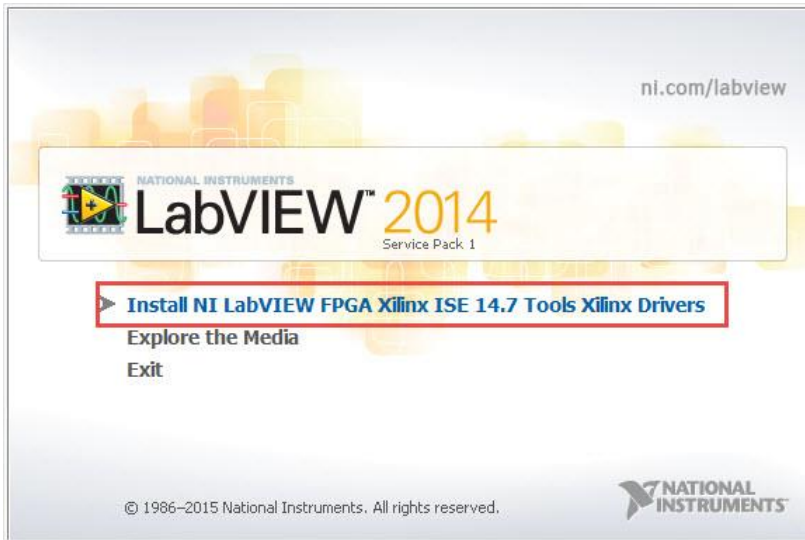 ni.com/labview
NATIONAL INSTRUMENTS
LabVIEW™ 2014
Service Pack 1
Install NI LabVIEW FPGA Xilinx ISE 14.7 Tools Xilinx Drivers
Explore the Media
Exit
© 1986–2015 National Instruments. All rights reserved.
NATIONAL
INSTRUMENTS